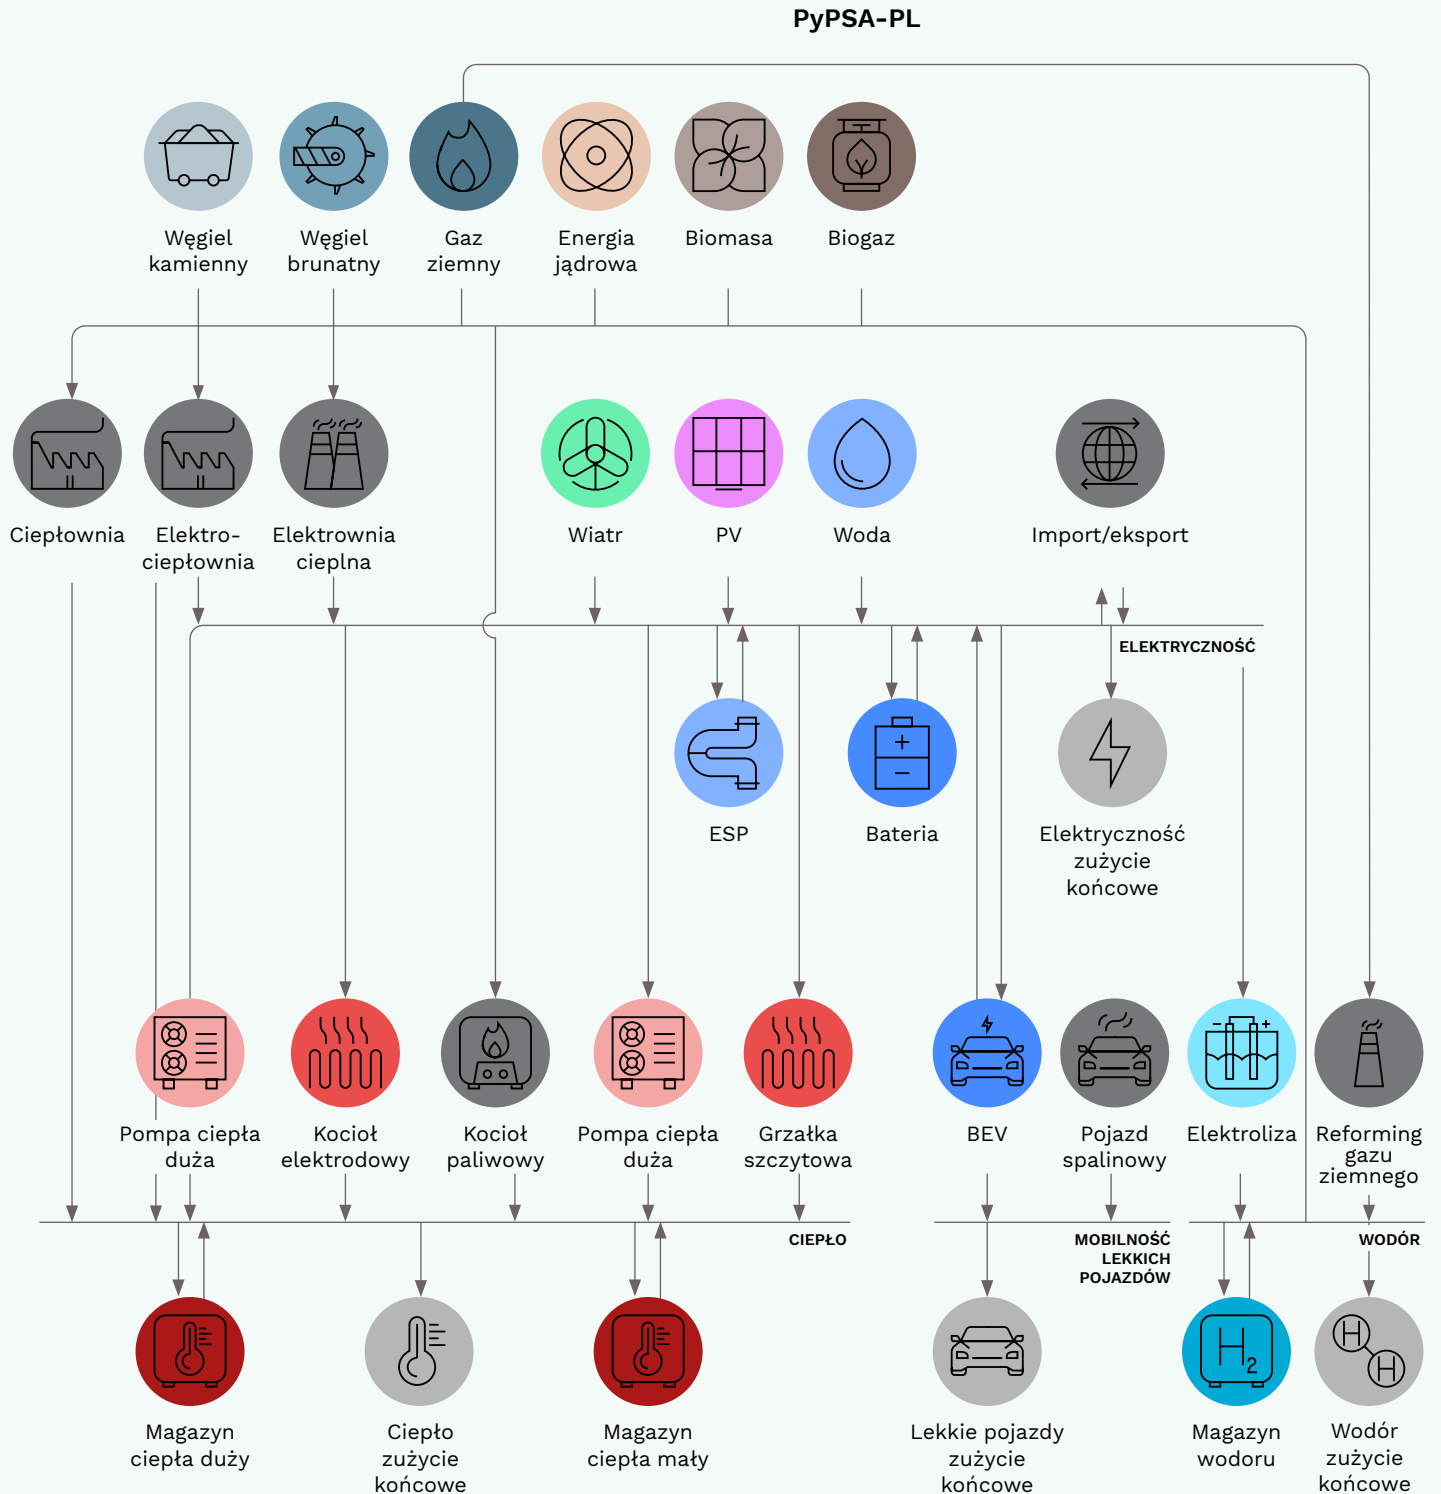 PyPSA-PL
Węgiel
kamienny
Węgiel
brunatny
Gaz
ziemny
Energia
jądrowa
Biomasa
Biogaz
Ciepłownia
Elektro-
ciepłownia
Elektrownia
cieplna
Wiatr
PV
Woda
Import/eksport
ELEKTRYCZNOŚĆ
ESP
+
−
Bateria
Elektryczność
zużycie
końcowe
Pompa ciepła
duża
Kocioł
elektrodowy
Kocioł
paliwowy
Pompa ciepła
duża
Grzałka
szczytowa
BEV
Pojazd
spalinowy
− +
Elektroliza
Reforming
gazu
ziemnego
CIEPŁO
MOBILNOŚĆ
LEKKICH
POJAZDÓW
WODÓR
Magazyn
ciepła duży
Ciepło
zużycie
końcowe
Magazyn
ciepła mały
Lekkie pojazdy
zużycie
końcowe
H2
Magazyn
wodoru
H
H
Wodór
zużycie
końcowe